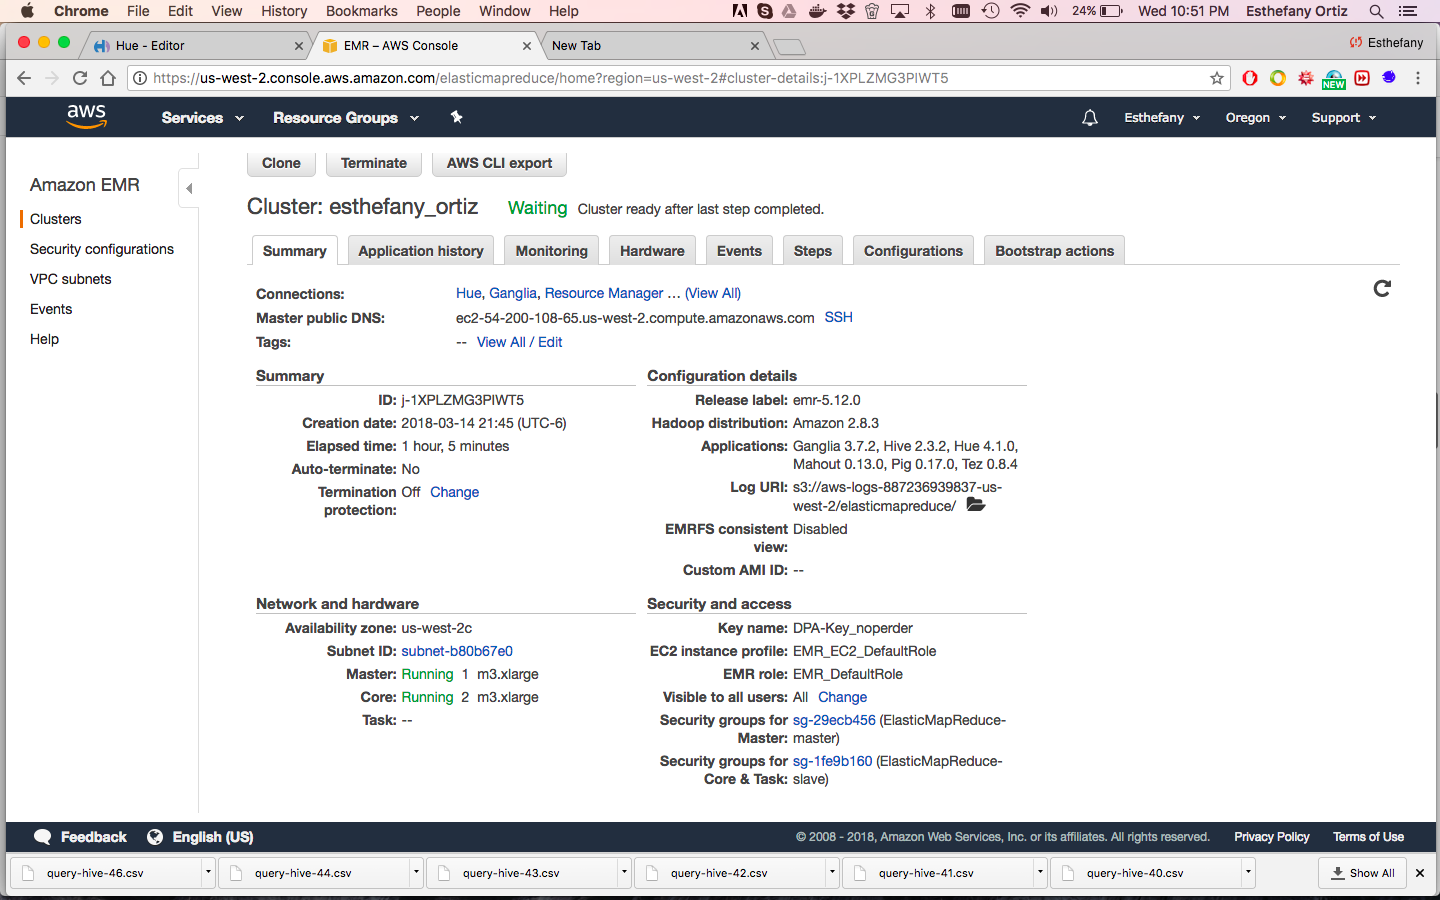 Chrome File Edit View History Bookmarks People Window Help 24% Wed 10:51 PM Esthefany Ortiz
Hue - Editor EMR – AWS Console New Tab Esthefany
https://us-west-2.console.aws.amazon.com/elasticmapreduce/home?region=us-west-2#cluster-details:j-1XPLZMG3PIWT5 NEW
aws Services Resource Groups Esthefany Oregon Support
Amazon EMR
Clusters
Security configurations
VPC subnets
Events
Help
Clone Terminate AWS CLI export
Cluster: esthefany_ortiz Waiting Cluster ready after last step completed.
Summary Application history Monitoring Hardware Events Steps Configurations Bootstrap actions
Connections: Hue, Ganglia, Resource Manager ... (View All)
Master public DNS: ec2-54-200-108-65.us-west-2.compute.amazonaws.com SSH
Tags: -- View All / Edit
Summary
ID: j-1XPLZMG3PIWT5
Creation date: 2018-03-14 21:45 (UTC-6)
Elapsed time: 1 hour, 5 minutes
Auto-terminate: No
Termination Off Change
protection:
Configuration details
Release label: emr-5.12.0
Hadoop distribution: Amazon 2.8.3
Applications: Ganglia 3.7.2, Hive 2.3.2, Hue 4.1.0,
Mahout 0.13.0, Pig 0.17.0, Tez 0.8.4
Log URI: s3://aws-logs-887236939837-us-
west-2/elasticmapreduce/
EMRFS consistent Disabled
view:
Custom AMI ID: --
Network and hardware
Availability zone: us-west-2c
Subnet ID: subnet-b80b67e0
Master: Running 1 m3.xlarge
Core: Running 2 m3.xlarge
Task: --
Security and access
Key name: DPA-Key_noperder
EC2 instance profile: EMR_EC2_DefaultRole
EMR role: EMR_DefaultRole
Visible to all users: All Change
Security groups for sg-29ecb456 (ElasticMapReduce-
Master: master)
Security groups for sg-1fe9b160 (ElasticMapReduce-
Core & Task: slave)
Feedback English (US) © 2008 - 2018, Amazon Web Services, Inc. or its affiliates. All rights reserved. Privacy Policy Terms of Use
query-hive-46.csv query-hive-44.csv query-hive-43.csv query-hive-42.csv query-hive-41.csv query-hive-40.csv Show All